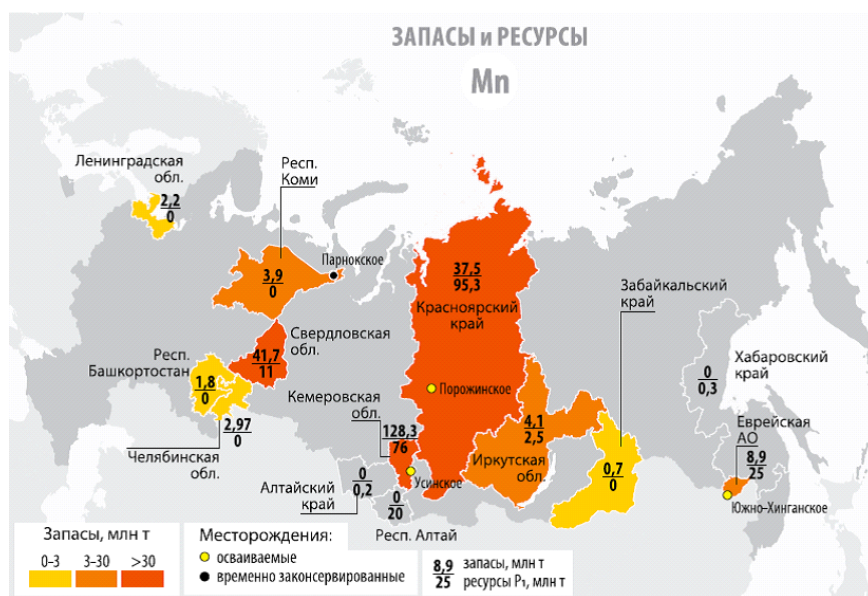 ЗАПАСЫ и РЕСУРСЫ
Mn
Ленинградская
обл.
2,2
0
Респ.
Коми
3,9
0
Парнокское
37,5
95,3
Красноярский
край
Забайкальский
край
Свердловская
обл.
41,7
11
Респ.
Башкортостан
1,8
0
2,97
0
Челябинская
обл.
Кемеровская
обл.
128,3
76
Порожинское
Усинское
4,1
2,5
Иркутская
обл.
0,7
0
0
0,3
Хабаровский
край
Еврейская
АО
8,9
25
Южно-Хинганское
Алтайский
край
0
0,2
0
20
Респ. Алтай
Запасы, млн т
0-3 3-30 >30
Месторождения:
осваиваемые
временно законсервированные
8,9 запасы, млн т
25 ресурсы P₁, млн т